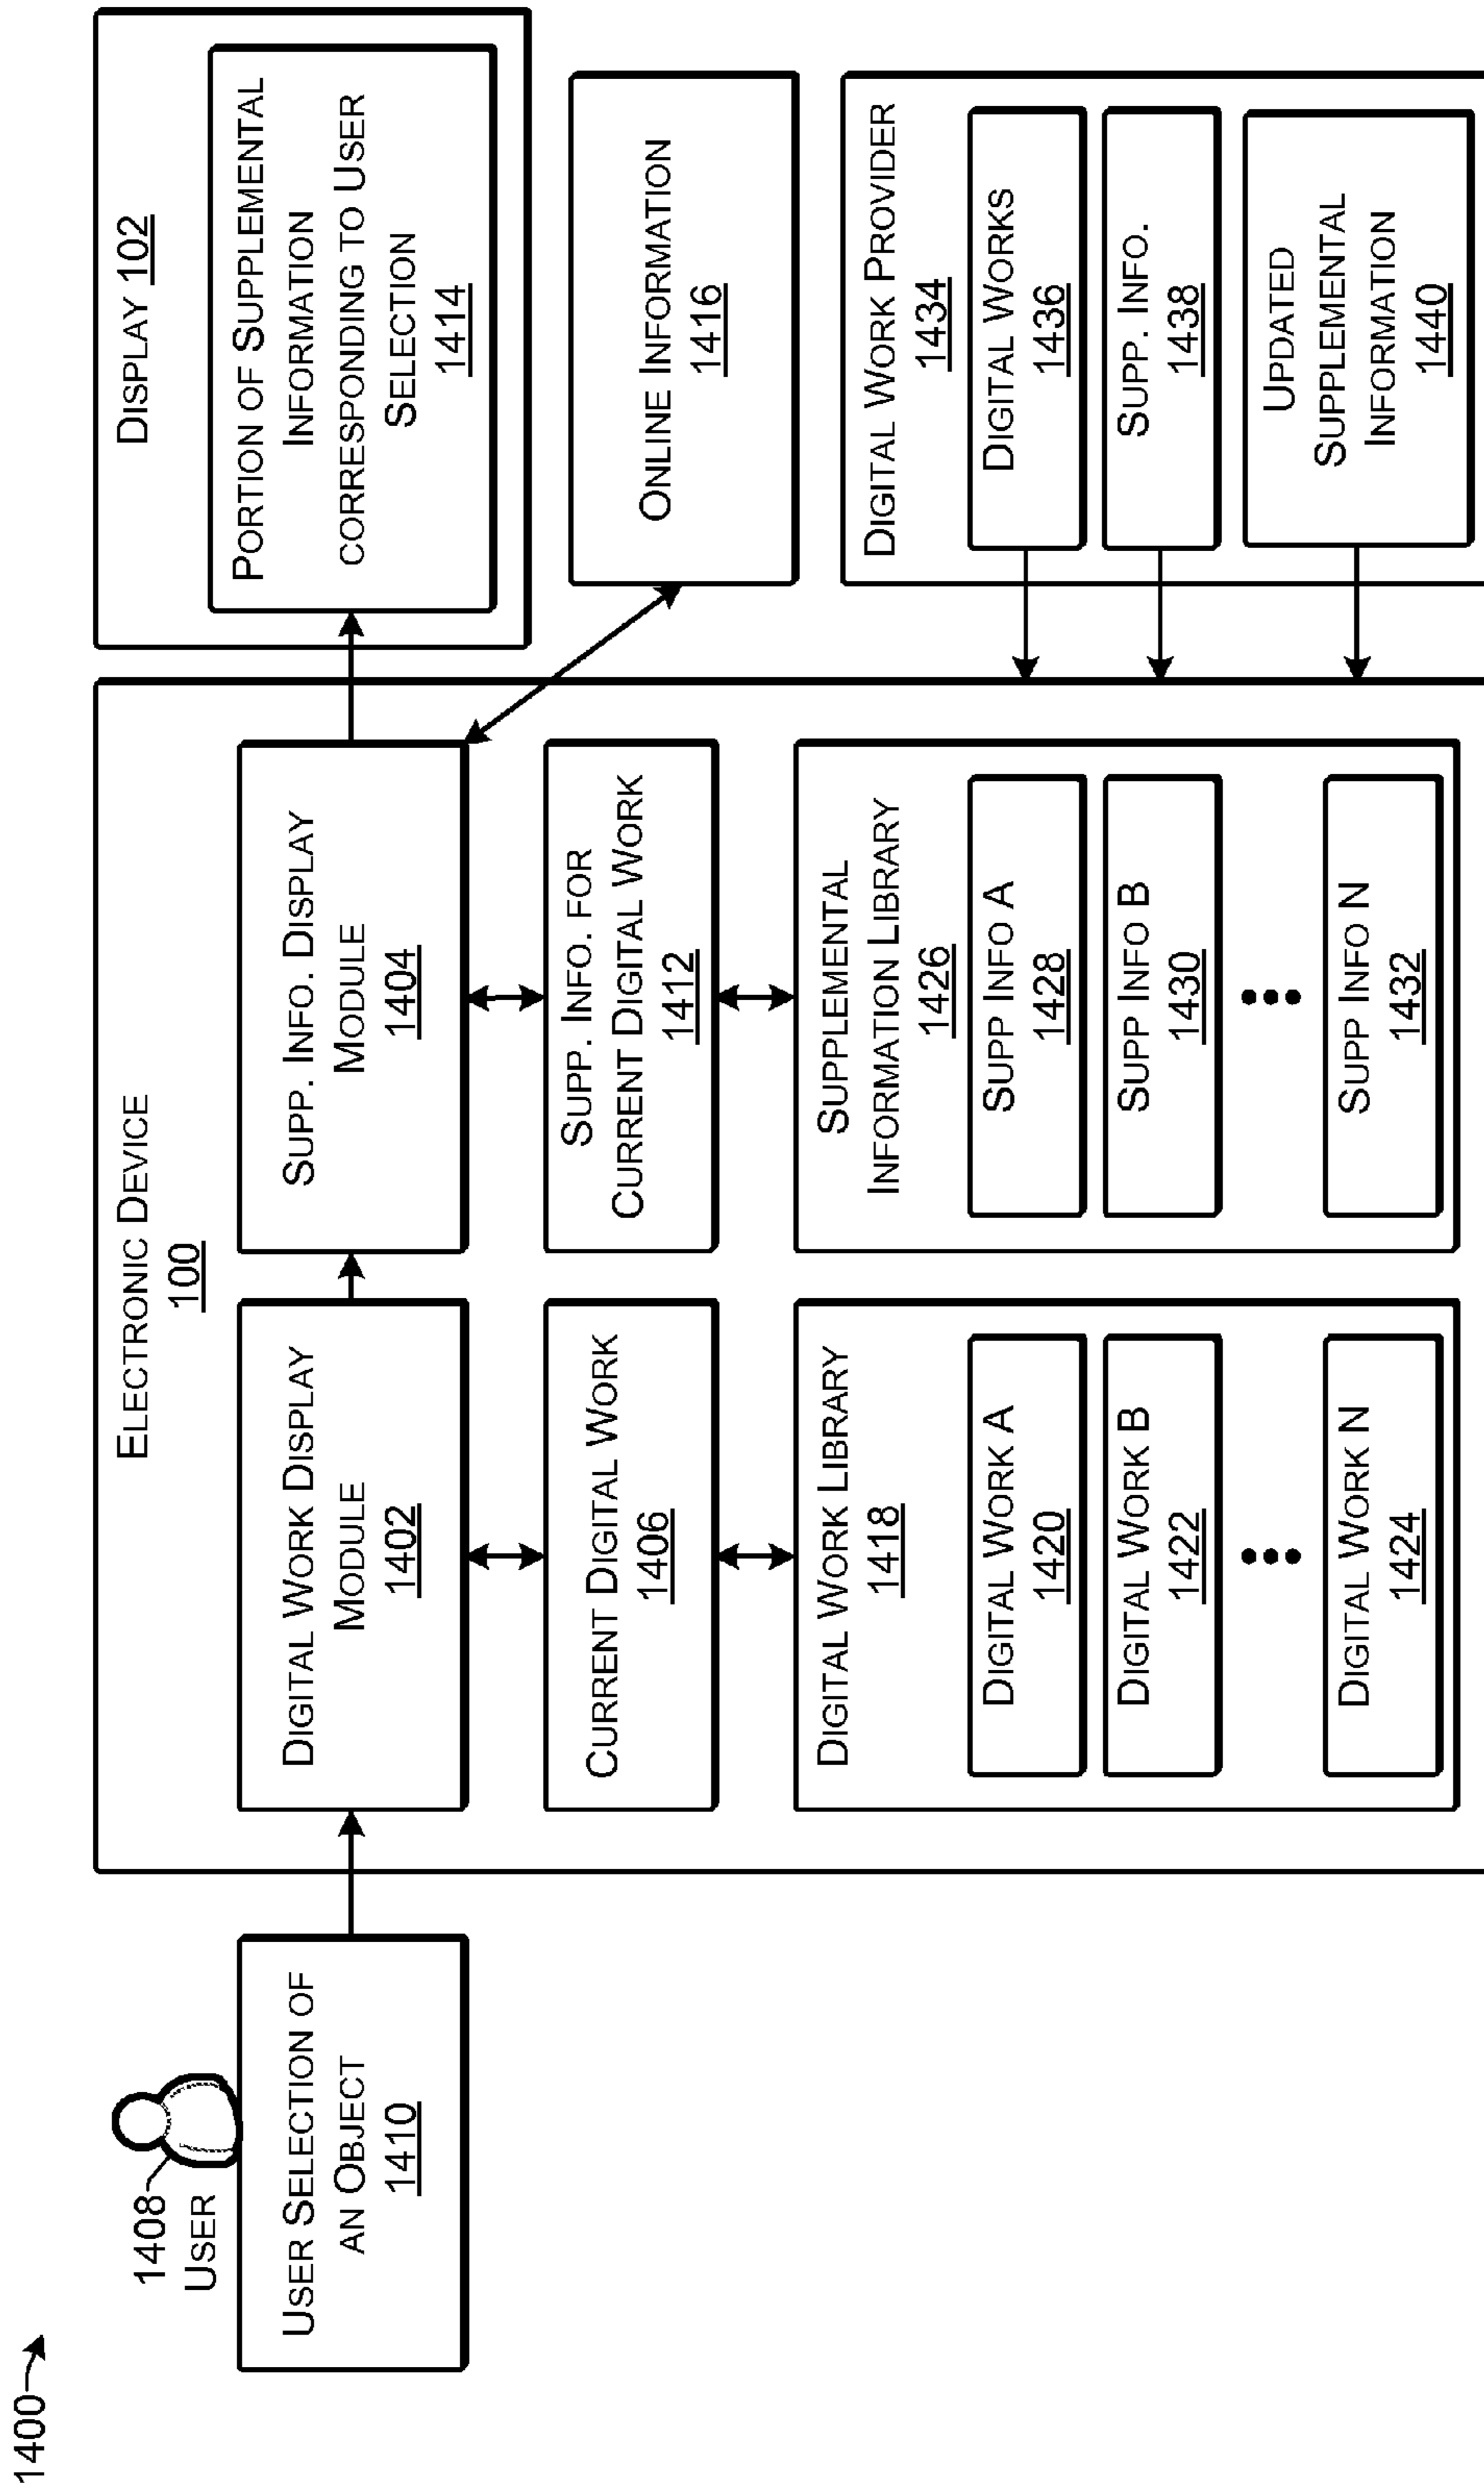 1400
1408
USER
USER SELECTION OF
AN OBJECT
1410
ELECTRONIC DEVICE
100
DIGITAL WORK DISPLAY
MODULE
1402
SUPP. INFO. DISPLAY
MODULE
1404
CURRENT DIGITAL WORK
1406
SUPP. INFO. FOR
CURRENT DIGITAL WORK
1412
DIGITAL WORK LIBRARY
1418
DIGITAL WORK A
1420
DIGITAL WORK B
1422
•••
DIGITAL WORK N
1424
SUPPLEMENTAL
INFORMATION LIBRARY
1426
SUPP INFO A
1428
SUPP INFO B
1430
•••
SUPP INFO N
1432
DISPLAY 102
PORTION OF SUPPLEMENTAL
INFORMATION
CORRESPONDING TO USER
SELECTION
1414
ONLINE INFORMATION
1416
DIGITAL WORK PROVIDER
1434
DIGITAL WORKS
1436
SUPP. INFO.
1438
UPDATED
SUPPLEMENTAL
INFORMATION
1440